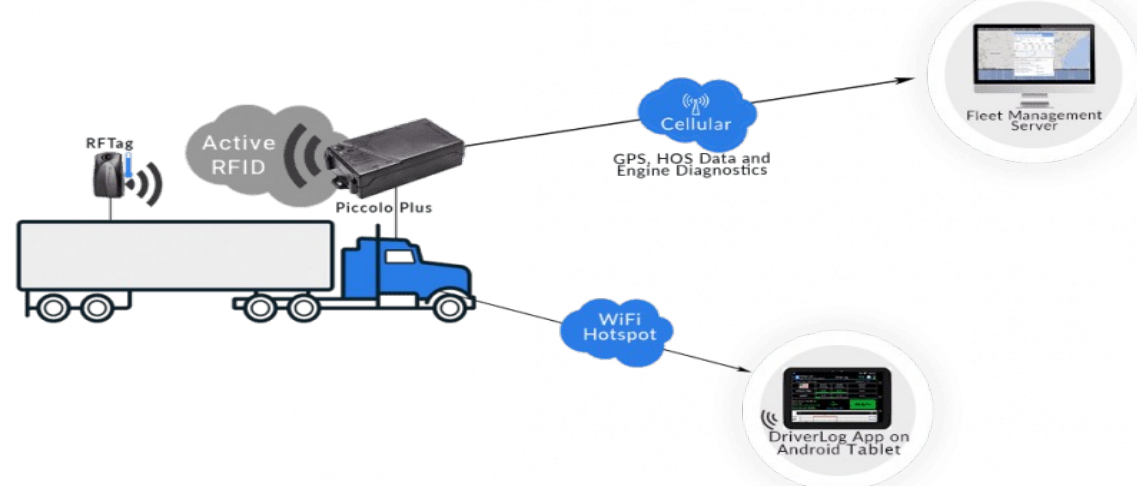 RFTag
Active
RFID
Piccolo Plus
Cellular
GPS, HOS Data and
Engine Diagnostics
Fleet Management
Server
WiFi
Hotspot
DriverLog App on
Android Tablet